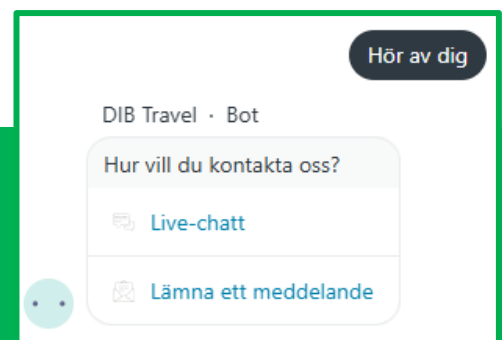 Hör av dig
DIB Travel · Bot
Hur vill du kontakta oss?
Live-chatt
Lämna ett meddelande